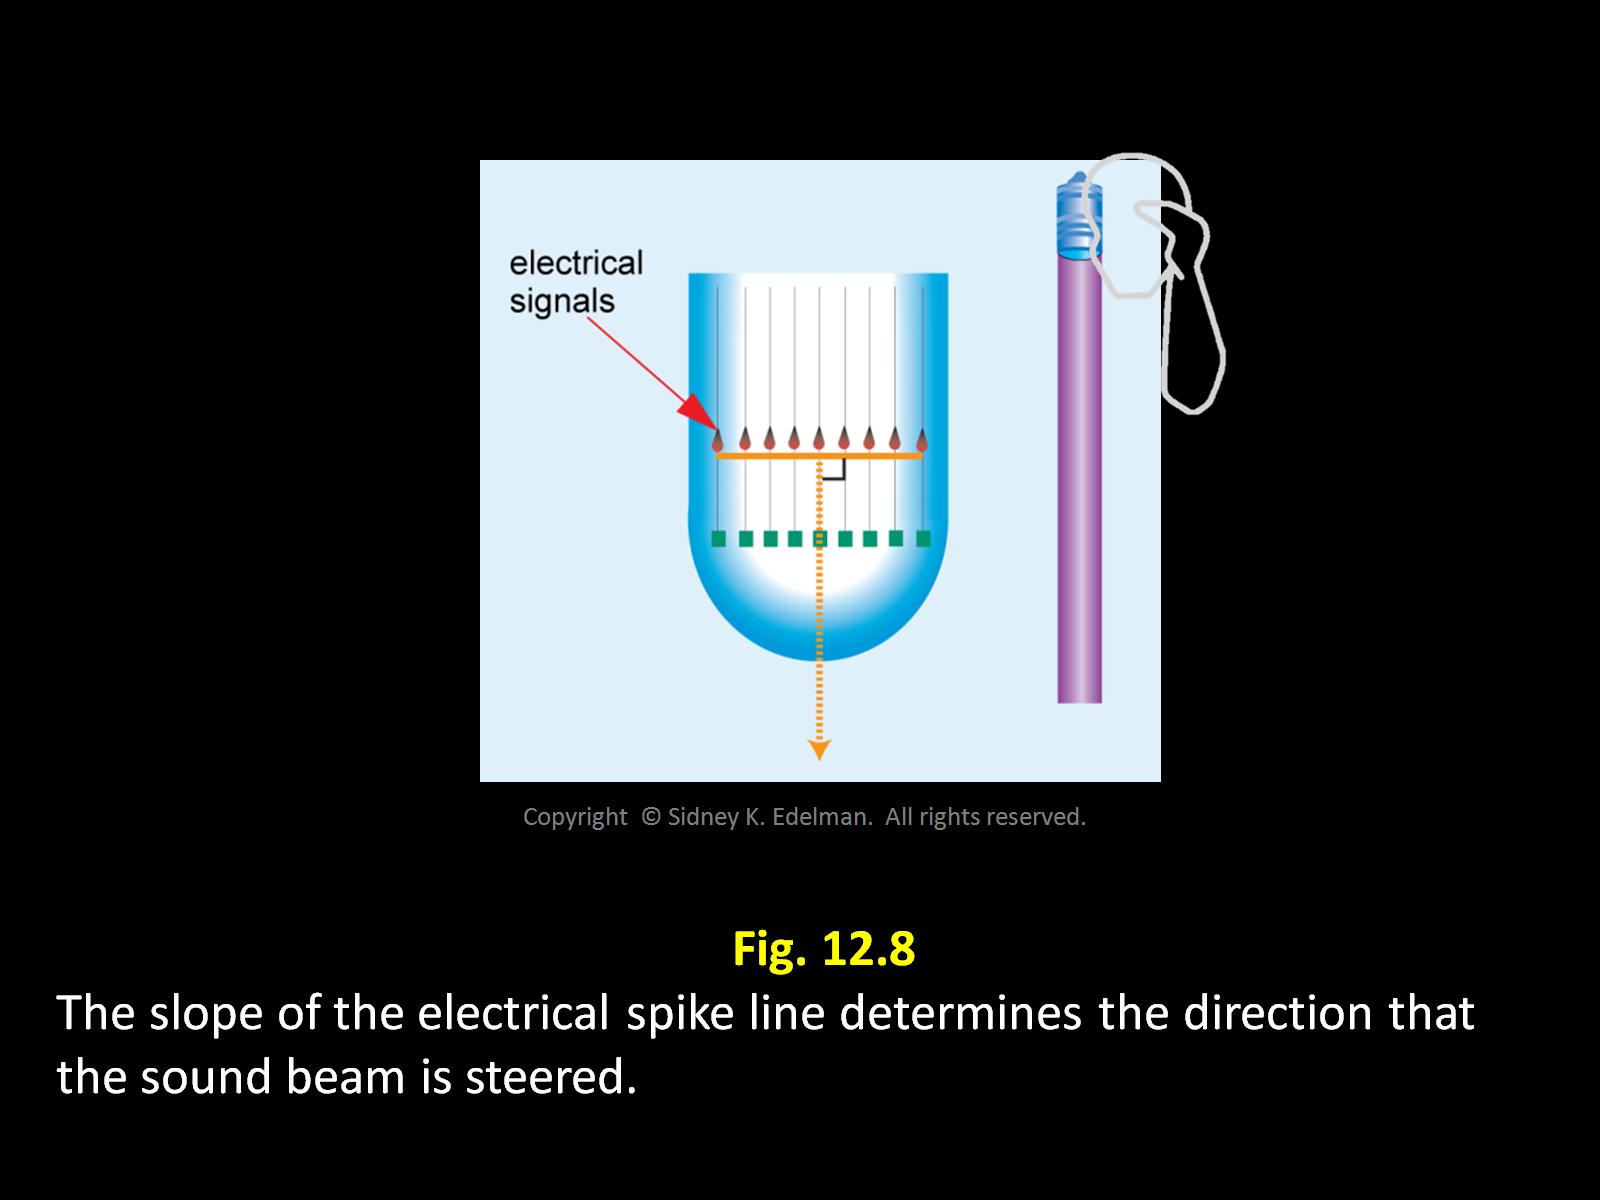 electrical
signals
Copyright © Sidney K. Edelman. All rights reserved.
Fig. 12.8
The slope of the electrical spike line determines the direction that
the sound beam is steered.